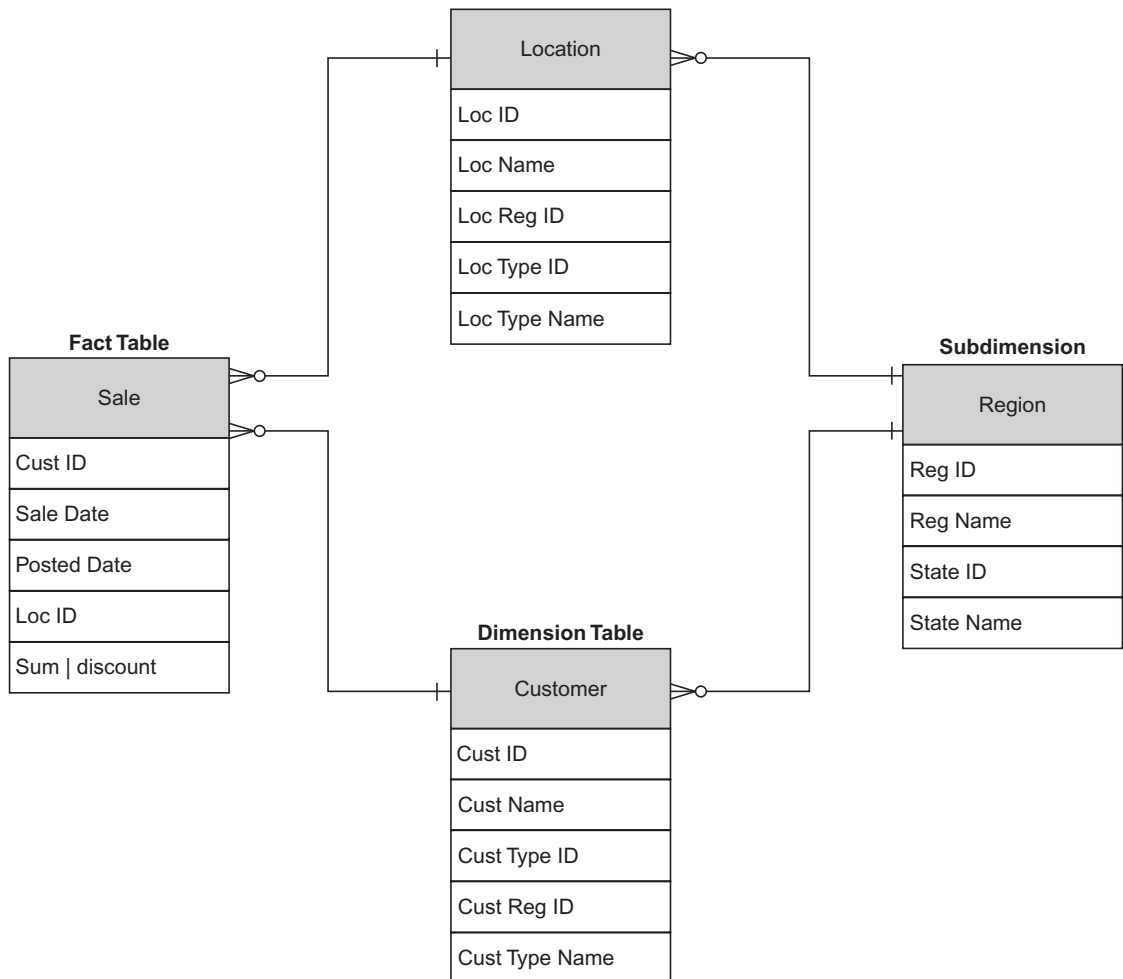 Location
Loc ID
Loc Name
Loc Reg ID
Loc Type ID
Loc Type Name
Fact Table
Sale
Cust ID
Sale Date
Posted Date
Loc ID
Sum | discount
Subdimension
Region
Reg ID
Reg Name
State ID
State Name
Dimension Table
Customer
Cust ID
Cust Name
Cust Type ID
Cust Reg ID
Cust Type Name